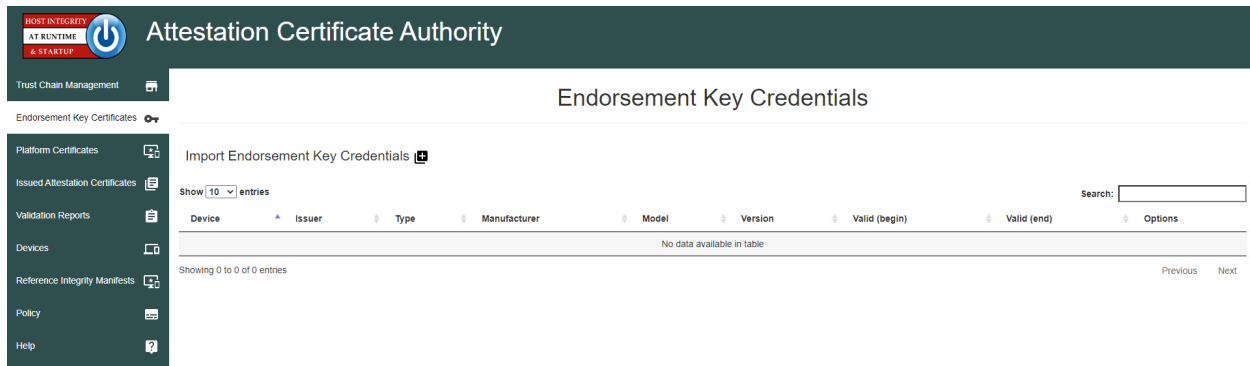 HOST INTEGRITY
AT RUNTIME
& STARTUP
Attestation Certificate Authority
Trust Chain Management
Endorsement Key Certificates
Platform Certificates
Issued Attestation Certificates
Validation Reports
Devices
Reference Integrity Manifests
Policy
Help
Endorsement Key Credentials
Import Endorsement Key Credentials
Show 10 entries
Search:
Device Issuer Type Manufacturer Model Version Valid (begin) Valid (end) Options
No data available in table
Showing 0 to 0 of 0 entries
Previous Next